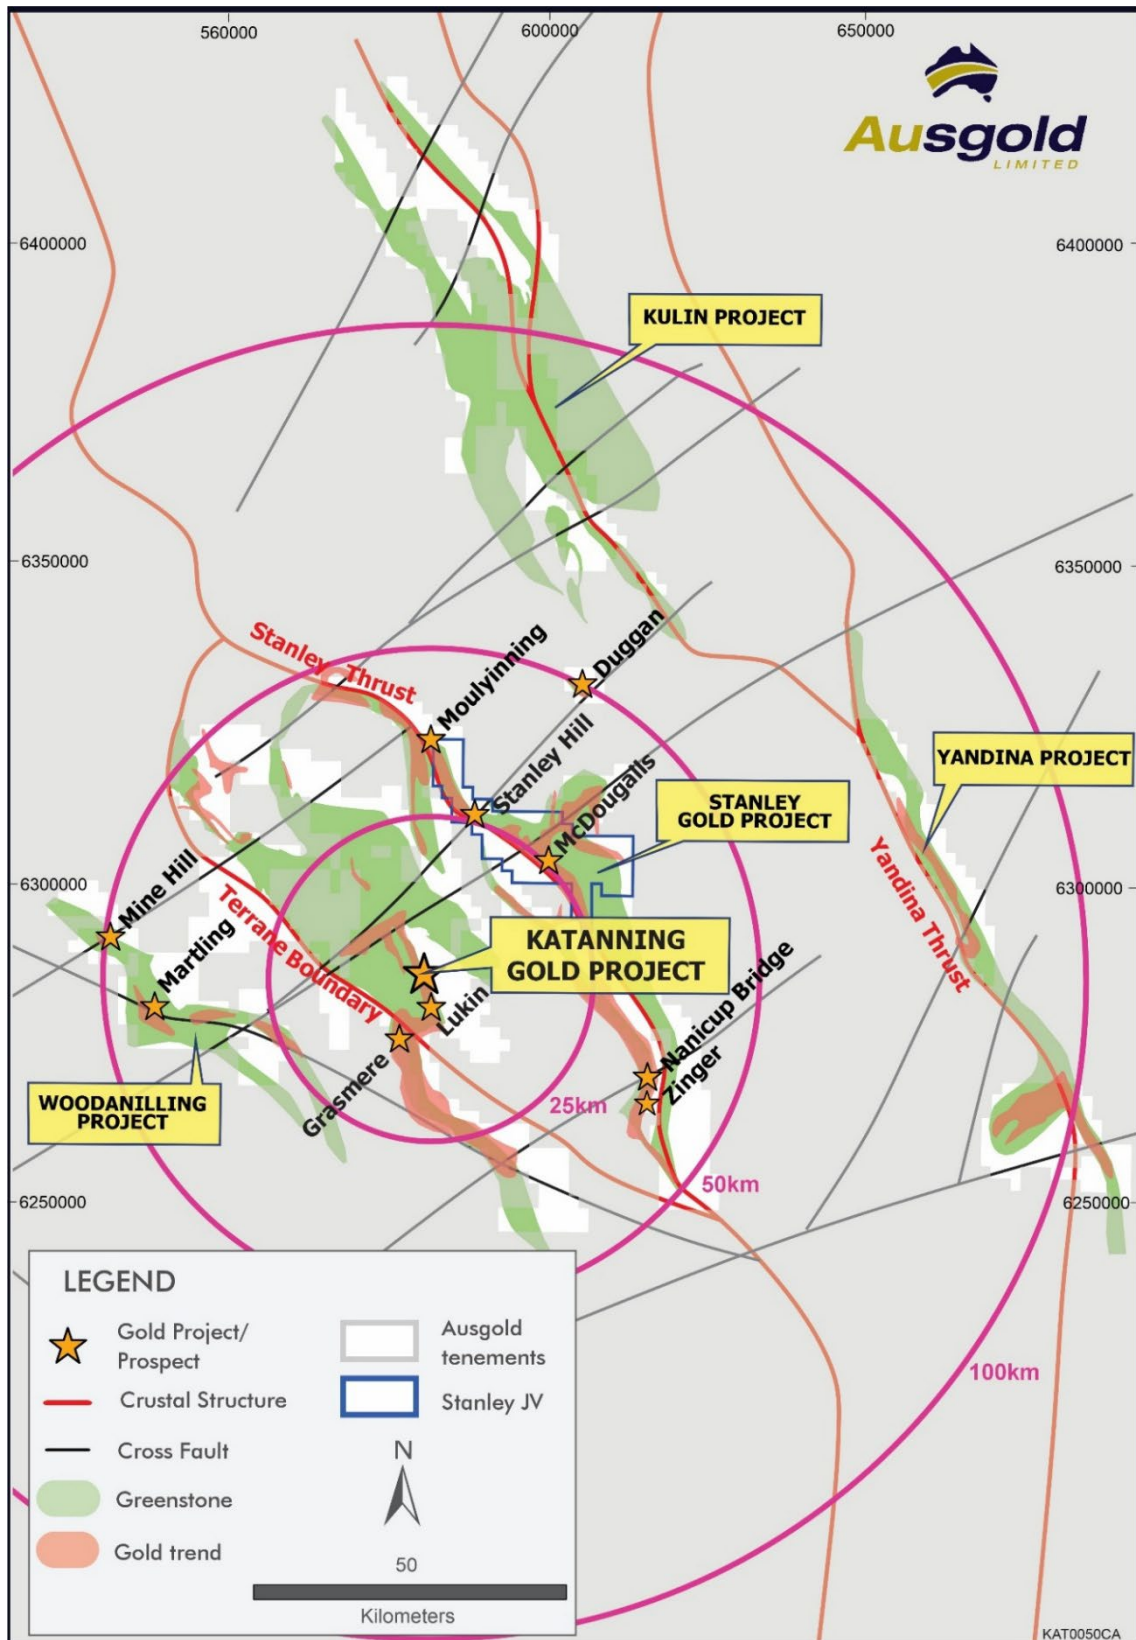 560000
600000
650000
Ausgold
LIMITED
6400000
6400000
KULIN PROJECT
6350000
6350000
Stanley Thrust
Moulyinning
Duggan
Stanley Hill
McDougalls
YANDINA PROJECT
STANLEY
GOLD PROJECT
6300000
6300000
Mine Hill
Martling
Terrane Boundary
Yandina Thrust
KATANNING
GOLD PROJECT
Lukin
Grasmere
Nanicup Bridge
Zinger
WOODANILLING
PROJECT
25km
50km
6250000
6250000
100km
LEGEND
Gold Project/
Prospect
Crustal Structure
Cross Fault
Greenstone
Gold trend
Ausgold
tenements
Stanley JV
N
50
Kilometers
KAT0050CA